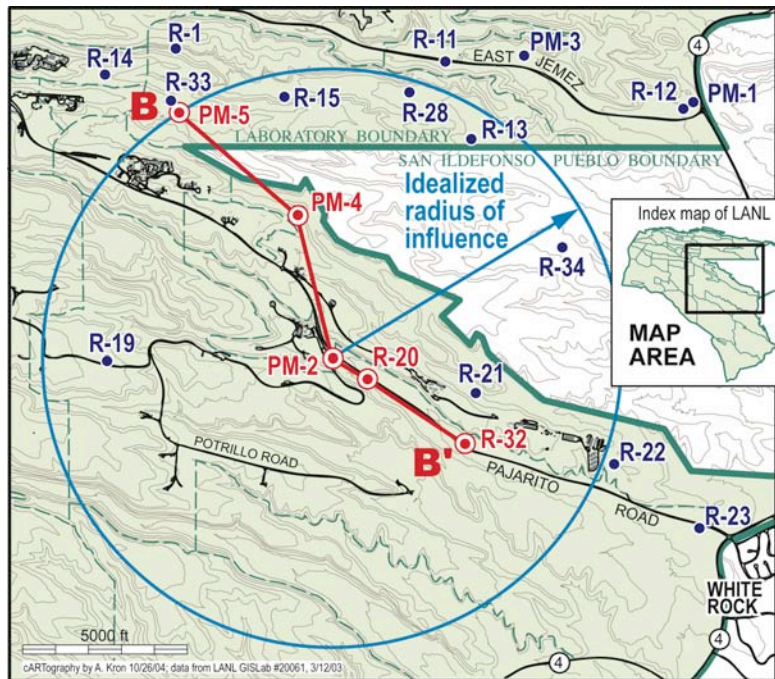 R-1
R-14
R-11
PM-3
4
EAST JEMEZ
R-33
B
PM-5
R-15
R-28
R-12
PM-1
R-13
LABORATORY BOUNDARY
SAN ILDEFONSO PUEBLO BOUNDARY
Idealized
radius of
influence
PM-4
R-34
Index map of LANL
MAP
AREA
R-19
PM-2
R-20
R-21
R-32
B'
R-22
POTRILLO ROAD
PAJARITO ROAD
R-23
WHITE
ROCK
5000 ft
4
4
cARTography by A. Kron 10/26/04; data from LANL GISLab #20061, 3/12/03